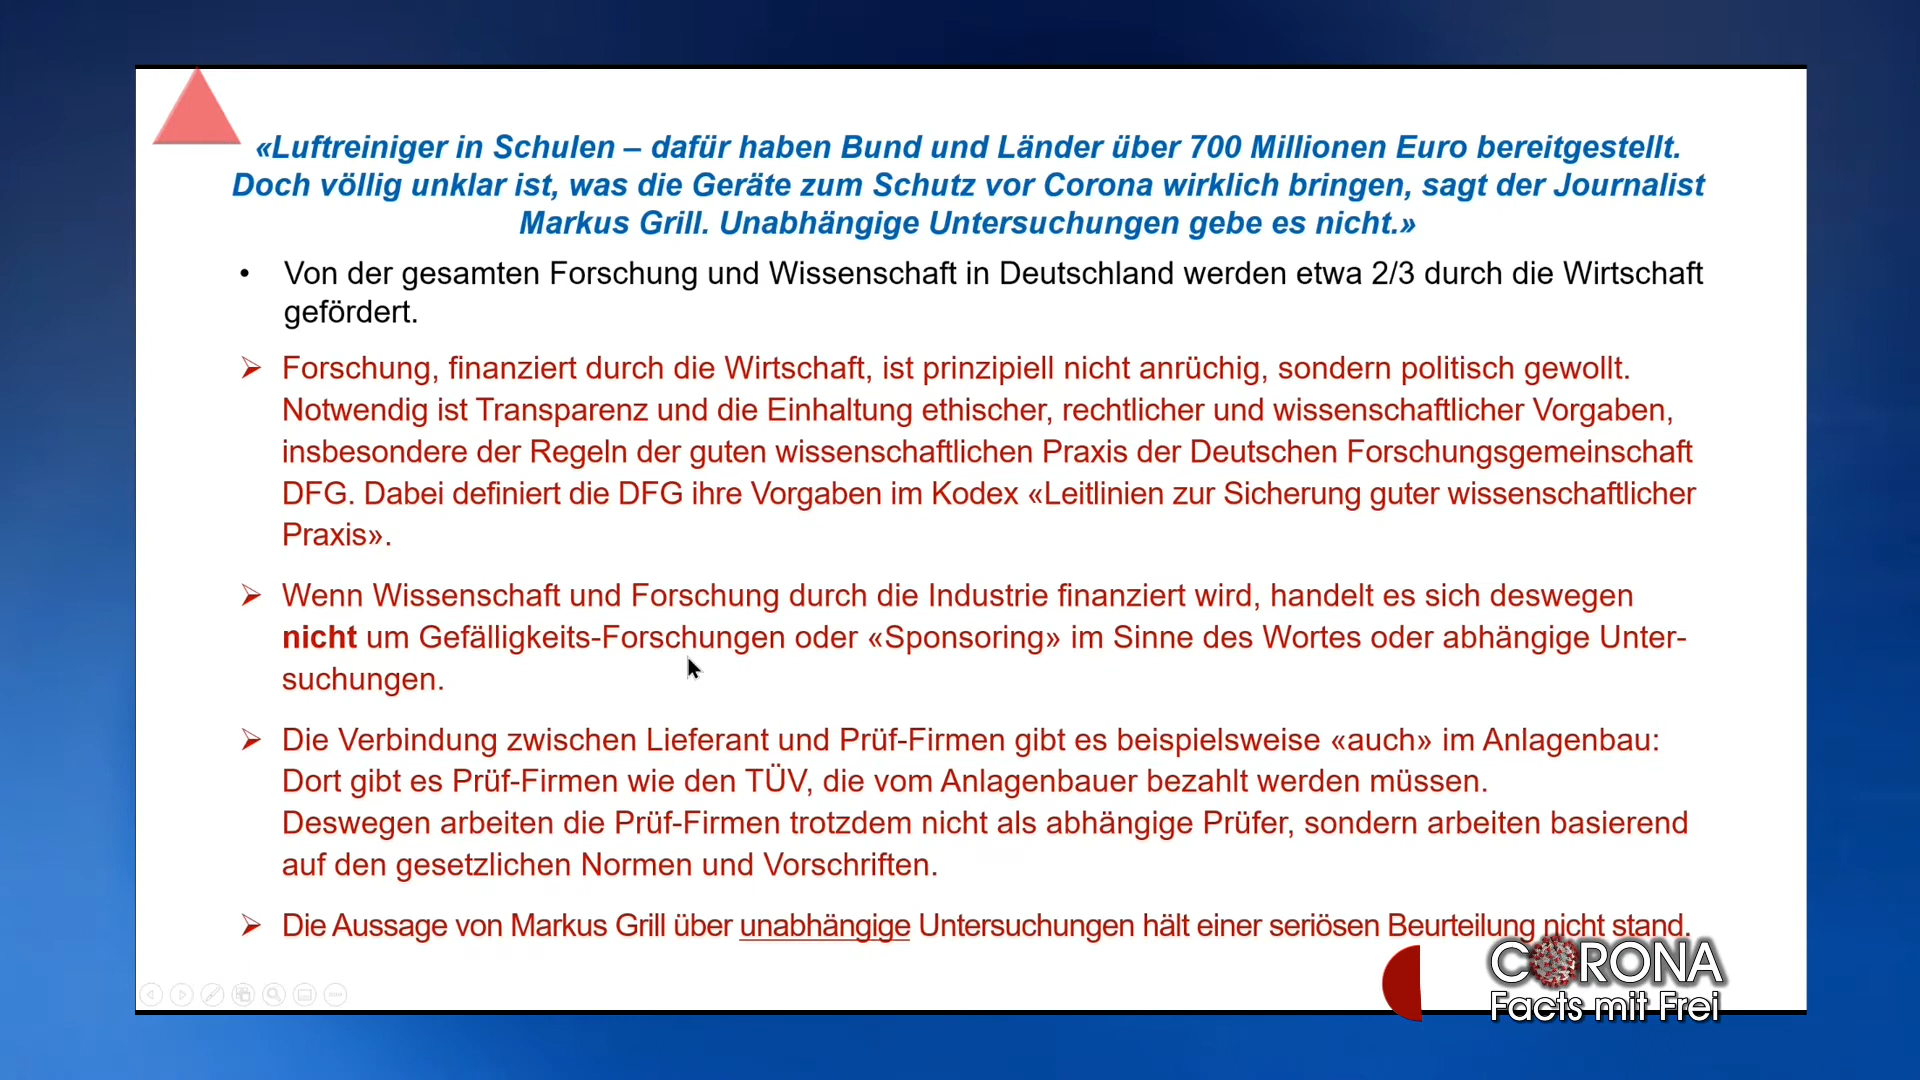 «Luftreiniger in Schulen – dafür haben Bund und Länder über 700 Millionen Euro bereitgestellt.
Doch völlig unklar ist, was die Geräte zum Schutz vor Corona wirklich bringen, sagt der Journalist
Markus Grill. Unabhängige Untersuchungen gebe es nicht.»
• Von der gesamten Forschung und Wissenschaft in Deutschland werden etwa 2/3 durch die Wirtschaft
gefördert.
➢ Forschung, finanziert durch die Wirtschaft, ist prinzipiell nicht anrüchig, sondern politisch gewollt.
Notwendig ist Transparenz und die Einhaltung ethischer, rechtlicher und wissenschaftlicher Vorgaben,
insbesondere der Regeln der guten wissenschaftlichen Praxis der Deutschen Forschungsgemeinschaft
DFG. Dabei definiert die DFG ihre Vorgaben im Kodex «Leitlinien zur Sicherung guter wissenschaftlicher
Praxis».
➢ Wenn Wissenschaft und Forschung durch die Industrie finanziert wird, handelt es sich deswegen
nicht um Gefälligkeits-Forschungen oder «Sponsoring» im Sinne des Wortes oder abhängige Unter-
suchungen.
➢ Die Verbindung zwischen Lieferant und Prüf-Firmen gibt es beispielsweise «auch» im Anlagenbau:
Dort gibt es Prüf-Firmen wie den TÜV, die vom Anlagenbauer bezahlt werden müssen.
Deswegen arbeiten die Prüf-Firmen trotzdem nicht als abhängige Prüfer, sondern arbeiten basierend
auf den gesetzlichen Normen und Vorschriften.
➢ Die Aussage von Markus Grill über unabhängige Untersuchungen hält einer seriösen Beurteilung nicht stand.
CORONA
Facts mit Frei